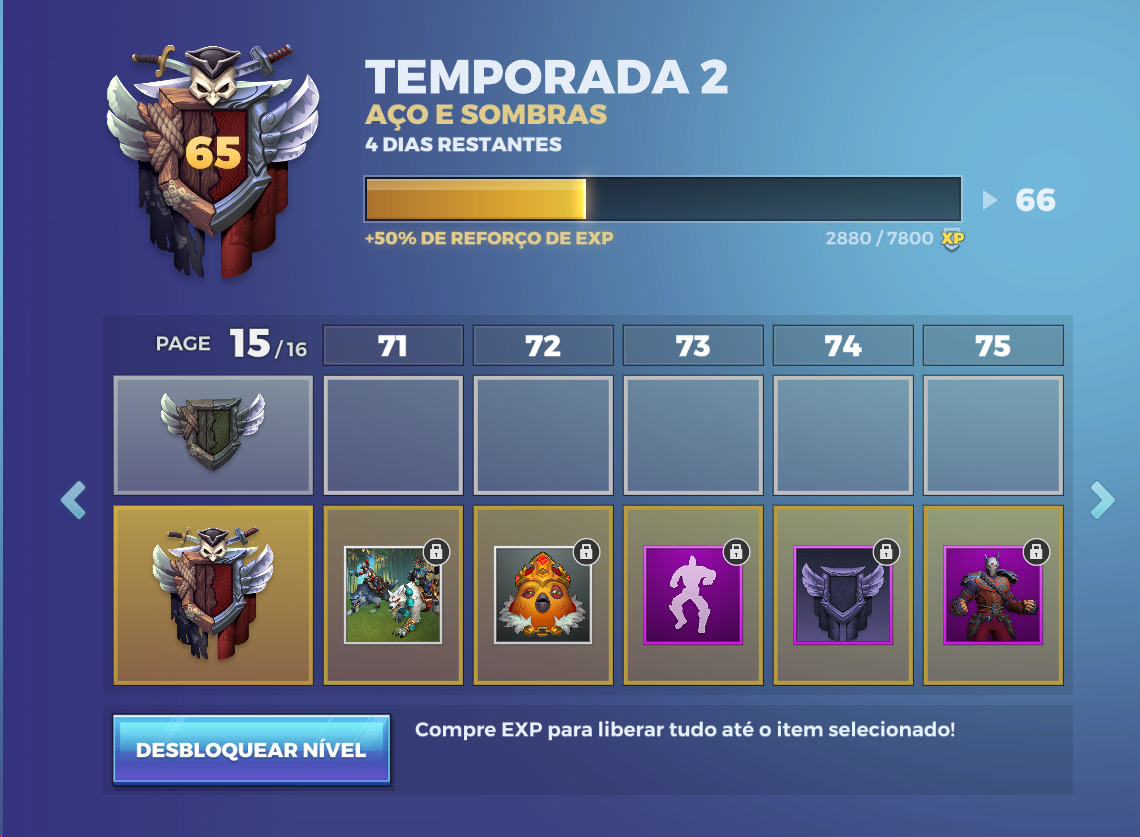 65
TEMPORADA 2
AÇO E SOMBRAS
4 DIAS RESTANTES
66
+50% DE REFORÇO DE EXP
2880 / 7800 XP
PAGE 15 / 16
71 72 73 74 75
DESBLOQUEAR NÍVEL
Compre EXP para liberar tudo até o item selecionado!